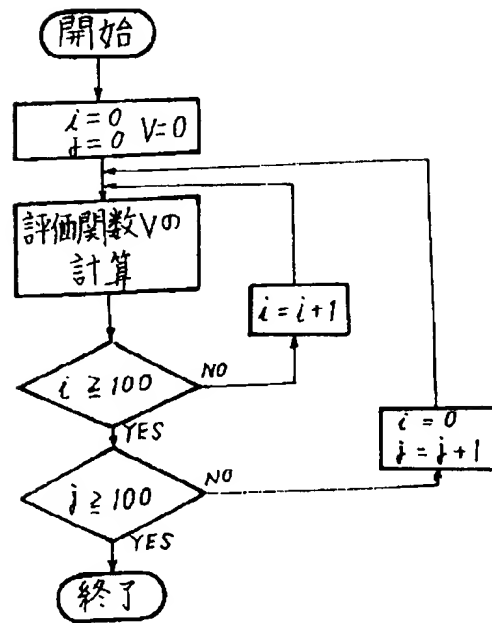 開始
i=0
j=0 V=0
評価関数Vの
計算
i=i+1
i≧100
NO
YES
i=0
j=j+1
j≧100
NO
YES
終了